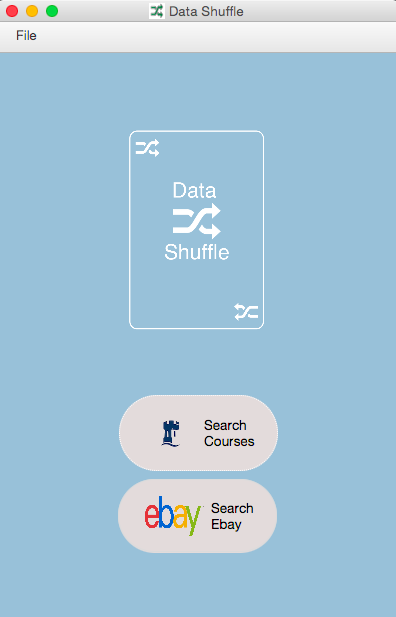 Data Shuffle
File
Data
Shuffle
Search
Courses
ebay
Search
Ebay